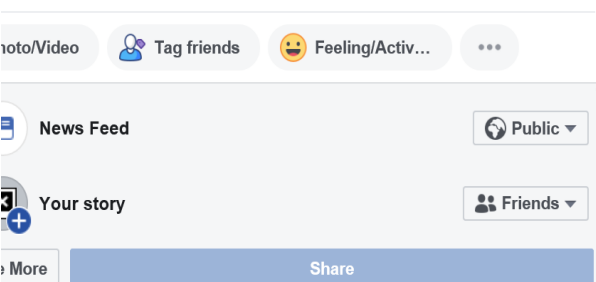 hoto/Video Tag friends Feeling/Activ...
News Feed Public
Your story Friends
e More Share